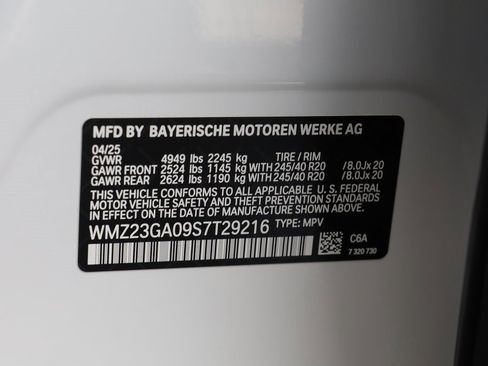 MFD BY BAYERISCHE MOTOREN WERKE AG
04/25
GVWR 4949 lbs 2245 kg TIRE / RIM
GAWR FRONT 2524 lbs 1145 kg WITH 245/40 R20 /8.0Jx 20
GAWR REAR 2624 lbs 1190 kg WITH 245/40 R20 /8.0Jx 20
THIS VEHICLE CONFORMS TO ALL APPLICABLE U.S. FEDERAL
MOTOR VEHICLE SAFETY AND THEFT PREVENTION STANDARDS IN
EFFECT ON THE DATE OF MANUFACTURE SHOWN ABOVE.
WMZ23GA09S7T29216 TYPE: MPV
C6A
7 320 730